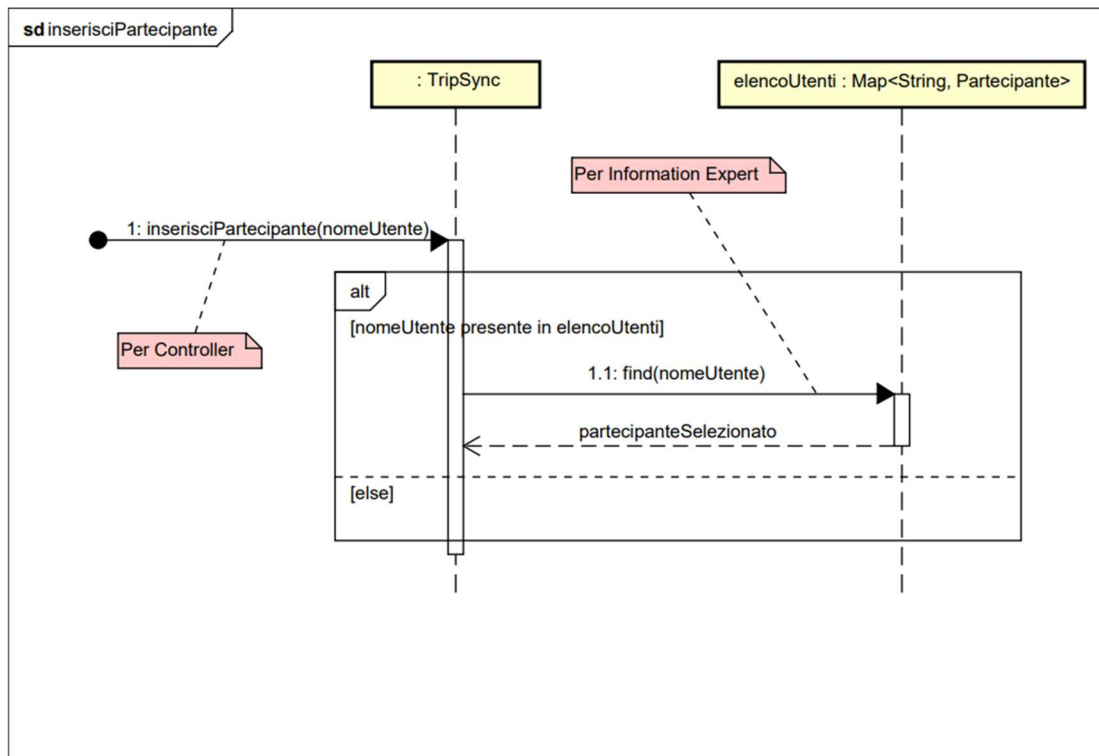 sd inserisciPartecipante
: TripSync
elencoUtenti : Map<String, Partecipante>
Per Information Expert
1: inserisciPartecipante(nomeUtente)
alt
[nomeUtente presente in elencoUtenti]
Per Controller
1.1: find(nomeUtente)
partecipanteSelezionato
[else]